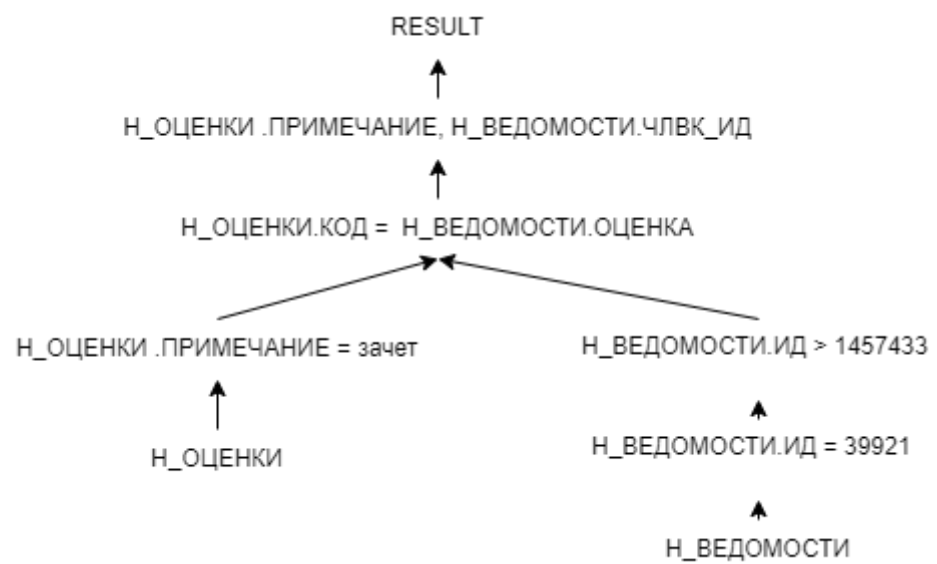 RESULT
Н_ОЦЕНКИ .ПРИМЕЧАНИЕ, Н_ВЕДОМОСТИ.ЧЛВК_ИД
Н_ОЦЕНКИ.КОД = Н_ВЕДОМОСТИ.ОЦЕНКА
Н_ОЦЕНКИ .ПРИМЕЧАНИЕ = зачет
Н_ВЕДОМОСТИ.ИД > 1457433
Н_ОЦЕНКИ
Н_ВЕДОМОСТИ.ИД = 39921
Н_ВЕДОМОСТИ